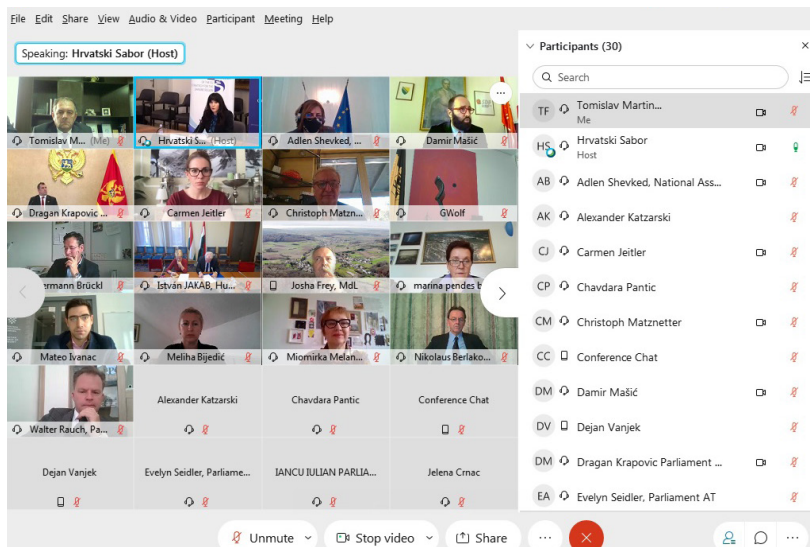 File Edit Share View Audio & Video Participant Meeting Help
Speaking: Hrvatski Sabor (Host)
Tomislav M... (Me)
Hrvatski S... (Host)
Adlen Shevked, ...
Damir Mašić
Dragan Krapovic ...
Carmen Jeitler
Christoph Matzn...
GWolf
ermann Brückl
István JAKAB, Hu...
Josha Frey, MdL
marina pendes b
Mateo Ivanac
Meliha Bijedić
Miomirka Melan...
Nikolaus Berlako...
Walter Rauch, Pa...
Alexander Katzarski
Chavdara Pantic
Conference Chat
Dejan Vanjek
Evelyn Seidler, Parliame...
IANCU IULIAN PARLIA...
Jelena Crnac
Unmute
Stop video
Share
Participants (30)
Search
TF Tomislav Martin...
Me
HS Hrvatski Sabor
Host
AB Adlen Shevked, National Ass...
AK Alexander Katzarski
CJ Carmen Jeitler
CP Chavdara Pantic
CM Christoph Matznetter
CC Conference Chat
DM Damir Mašić
DV Dejan Vanjek
DM Dragan Krapovic Parliament ...
EA Evelyn Seidler, Parliament AT